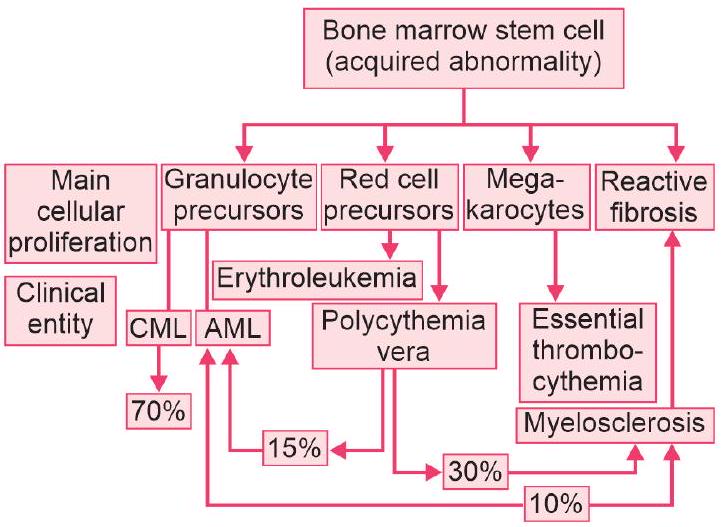 Bone marrow stem cell
(acquired abnormality)
Main
cellular
proliferation
Granulocyte
precursors
Red cell
precursors
Mega-
karocytes
Reactive
fibrosis
Clinical
entity
Erythroleukemia
CML
AML
Polycythemia
vera
Essential
thrombo-
cythemia
70%
Myelosclerosis
15%
30%
10%